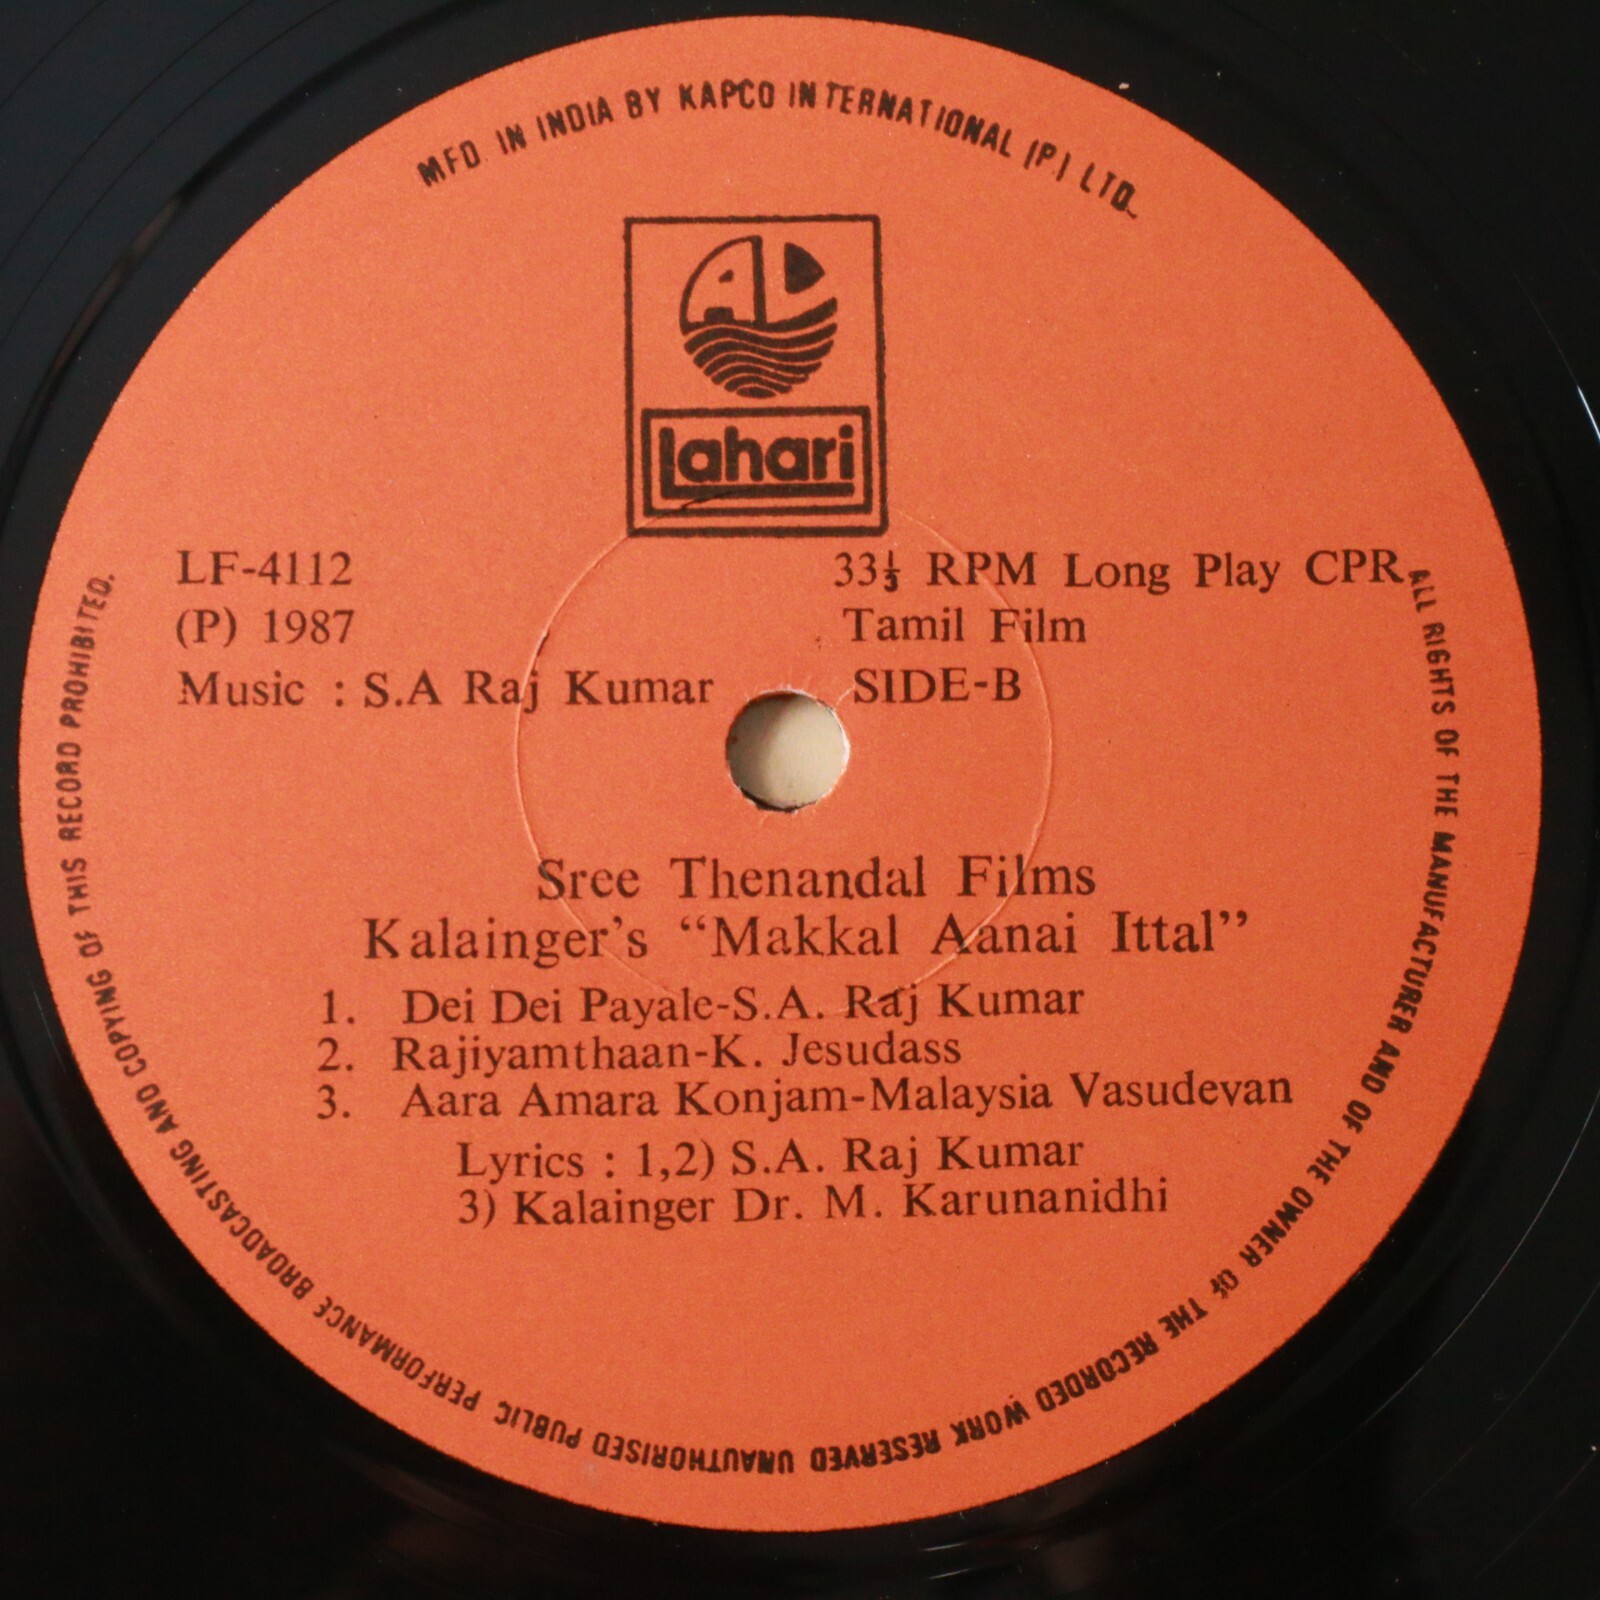 MFD. IN INDIA BY KAPCO INTERNATIONAL (P.) LTD.
AL
Lahari
LF-4112
33⅓ RPM Long Play CPR
(P) 1987
Tamil Film
Music : S.A Raj Kumar
SIDE-B
Sree Thenandal Films
Kalainger's “Makkal Aanai Ittal”
1. Dei Dei Payale-S.A. Raj Kumar
2. Rajiyamthaan-K. Jesudass
3. Aara Amara Konjam-Malaysia Vasudevan
Lyrics : 1,2) S.A. Raj Kumar
3) Kalainger Dr. M. Karunanidhi
ALL RIGHTS OF THE MANUFACTURER AND OF THE OWNER OF THE RECORDED WORK RESERVED UNAUTHORISED PUBLIC PERFORMANCE BROADCASTING AND COPYING OF THIS RECORD PROHIBITED.